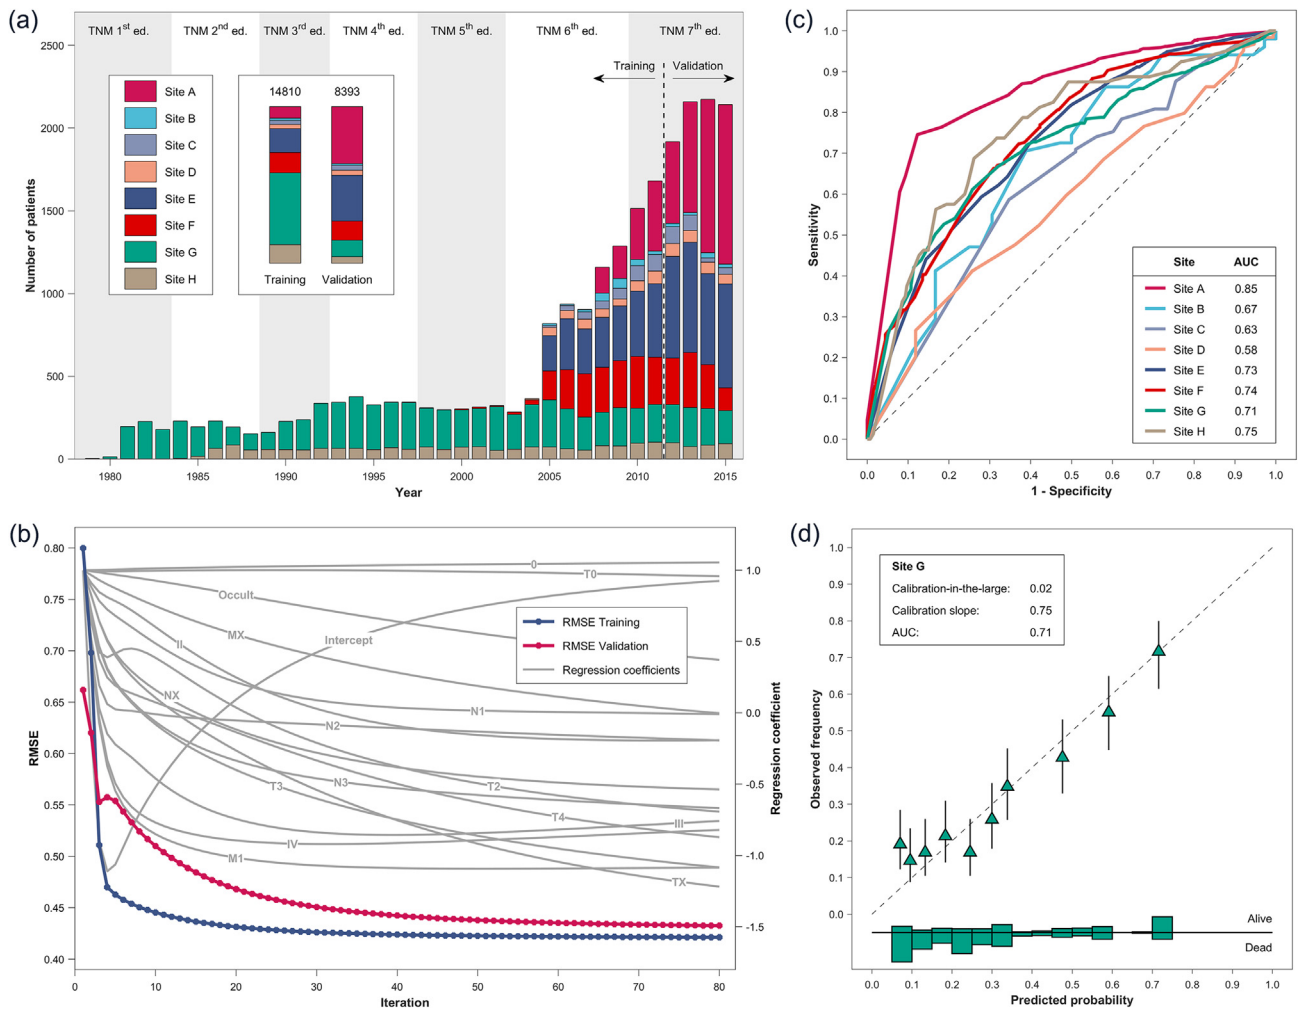 (a)
TNM 1st ed. TNM 2nd ed. TNM 3rd ed. TNM 4th ed. TNM 5th ed. TNM 6th ed. TNM 7th ed.
Training Validation
Number of patients
2500
2000
1500
1000
500
0
Site A
Site B
Site C
Site D
Site E
Site F
Site G
Site H
14810 8393
Training Validation
1980 1985 1990 1995 2000 2005 2010 2015
Year
(c)
Sensitivity
1.0
0.9
0.8
0.7
0.6
0.5
0.4
0.3
0.2
0.1
0.0
Site AUC
Site A 0.85
Site B 0.67
Site C 0.63
Site D 0.58
Site E 0.73
Site F 0.74
Site G 0.71
Site H 0.75
0.0 0.1 0.2 0.3 0.4 0.5 0.6 0.7 0.8 0.9 1.0
1 - Specificity
(b)
RMSE
0.80
0.75
0.70
0.65
0.60
0.55
0.50
0.45
0.40
0
T0
Occult
MX
Intercept
II
NX
N1
N2
T3
N3
T2
T4
III
IV
M1
TX
RMSE Training
RMSE Validation
Regression coefficients
1.0
0.5
0.0
-0.5
-1.0
-1.5
Regression coefficient
0 10 20 30 40 50 60 70 80
Iteration
(d)
Observed frequency
1.0
0.9
0.8
0.7
0.6
0.5
0.4
0.3
0.2
0.1
0.0
Site G
Calibration-in-the-large: 0.02
Calibration slope: 0.75
AUC: 0.71
Alive
Dead
0.0 0.1 0.2 0.3 0.4 0.5 0.6 0.7 0.8 0.9 1.0
Predicted probability